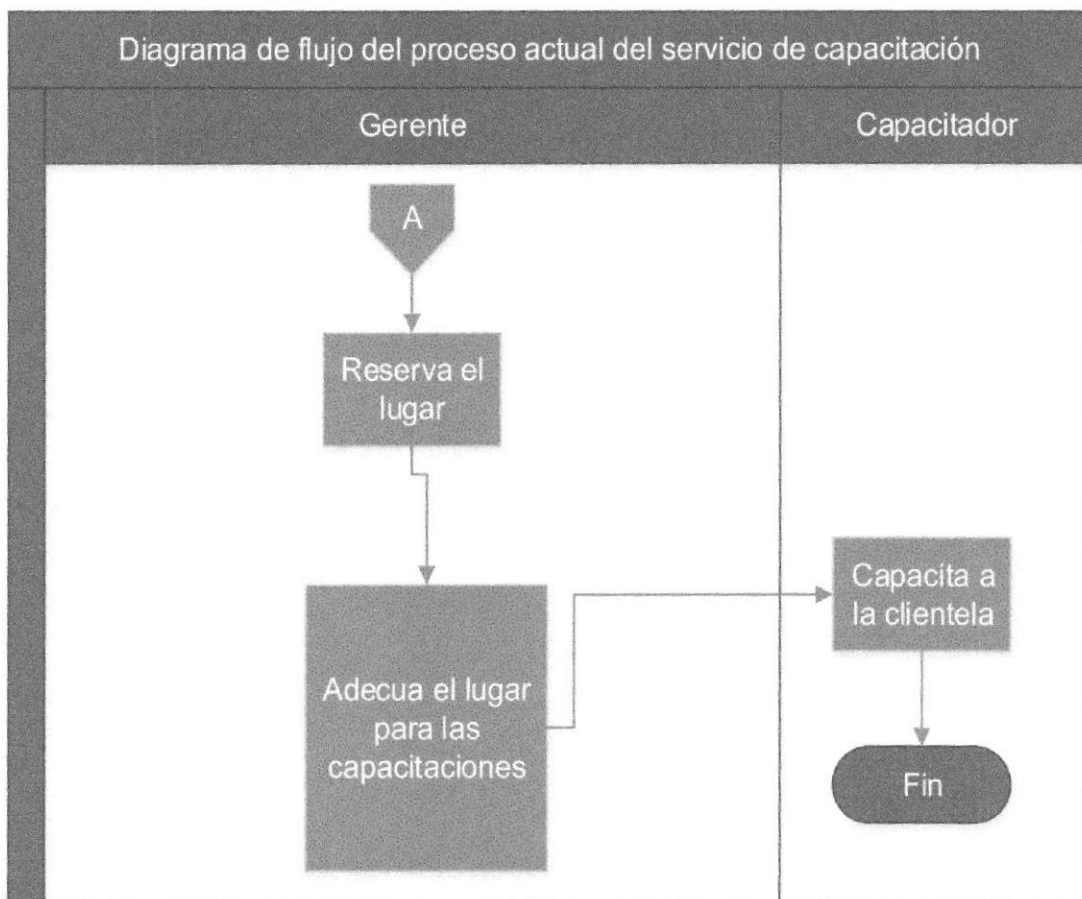 Diagrama de flujo del proceso actual del servicio de capacitación
Gerente
Capacitador
A
Reserva el
lugar
Adecua el lugar
para las
capacitaciones
Capacita a
la clientela
Fin